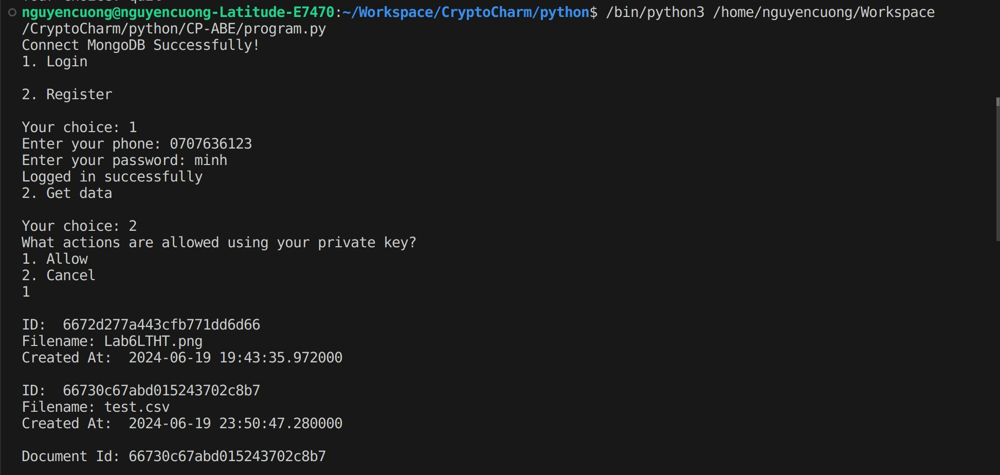 nguyencuong@nguyencuong-Latitude-E7470:~/Workspace/CryptoCharm/python$ /bin/python3 /home/nguyencuong/Workspace
/CryptoCharm/python/CP-ABE/program.py
Connect MongoDB Successfully!
1. Login
2. Register
Your choice: 1
Enter your phone: 0707636123
Enter your password: minh
Logged in successfully
2. Get data
Your choice: 2
What actions are allowed using your private key?
1. Allow
2. Cancel
1
ID:  6672d277a443cfb771dd6d66
Filename: Lab6LTHT.png
Created At:  2024-06-19 19:43:35.972000
ID:  66730c67abd015243702c8b7
Filename: test.csv
Created At:  2024-06-19 23:50:47.280000
Document Id: 66730c67abd015243702c8b7